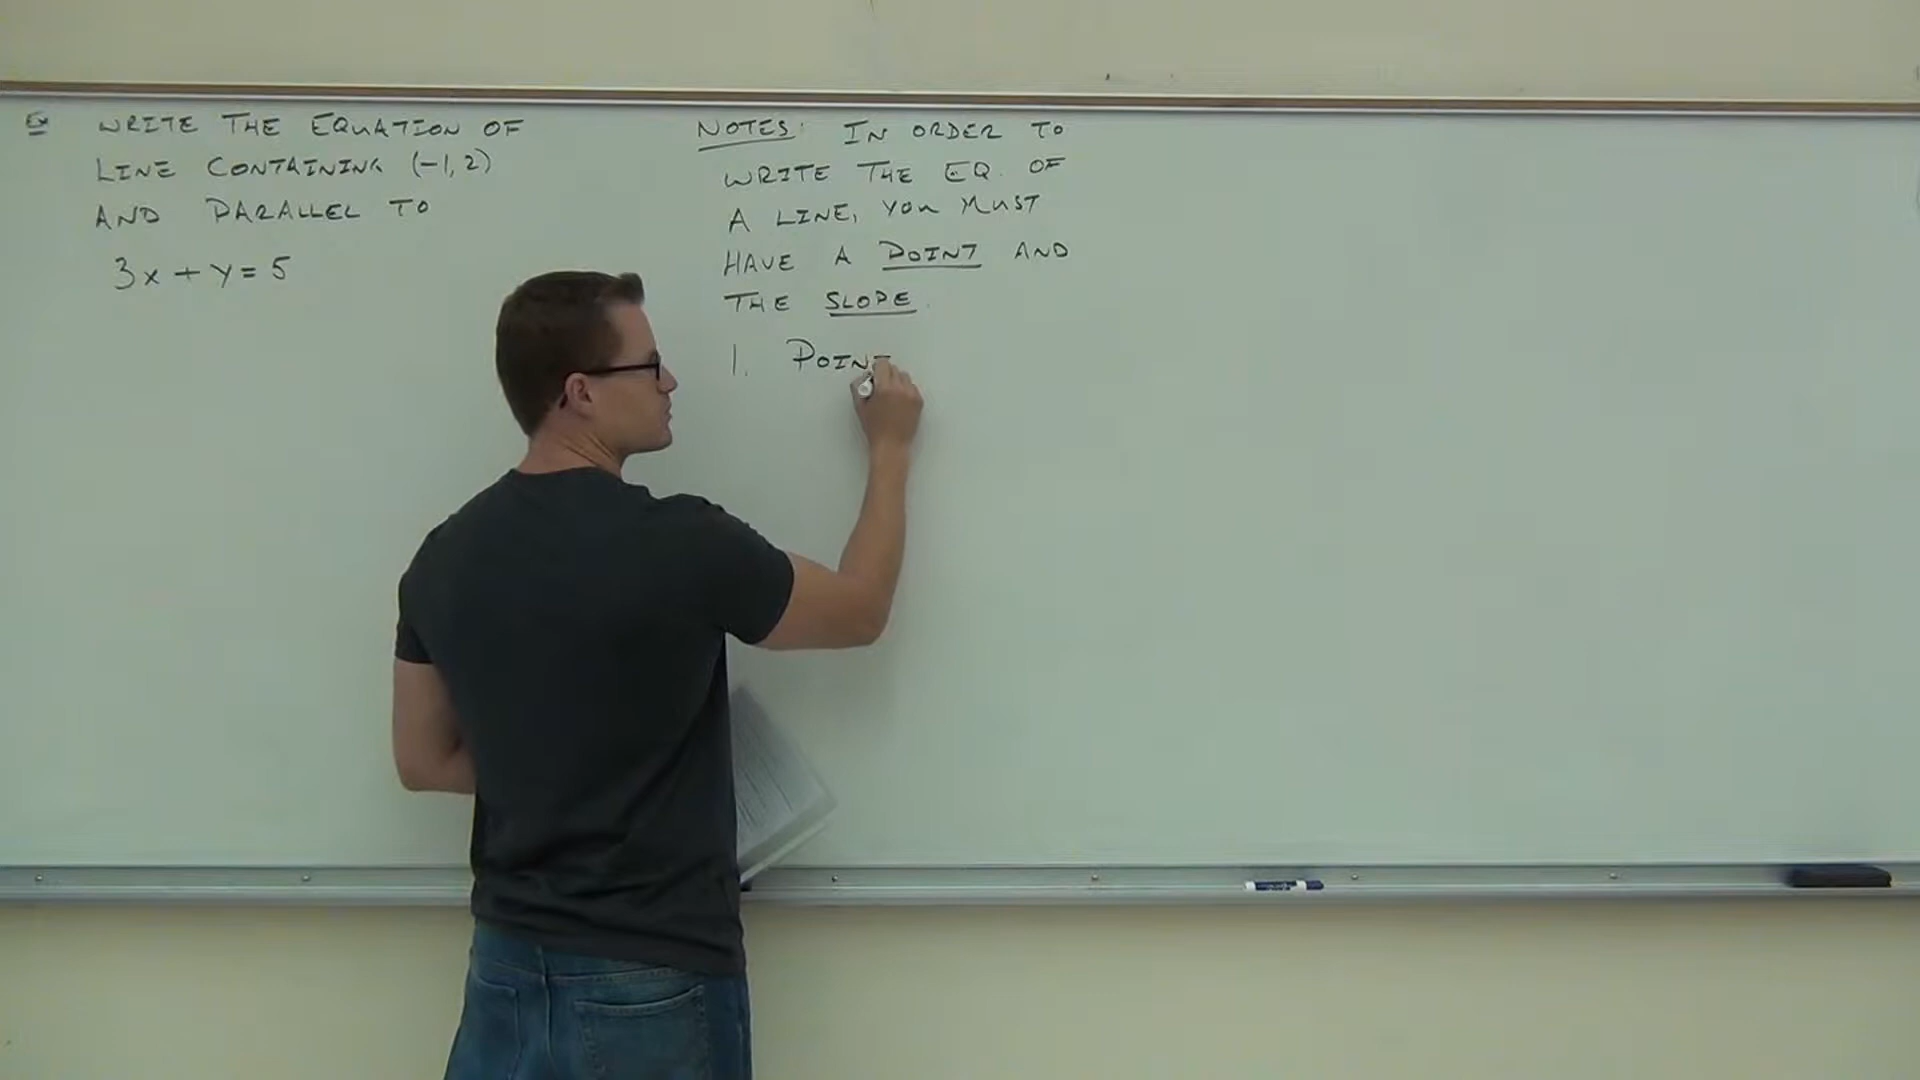 Ex WRITE THE EQUATION OF
LINE CONTAINING (-1,2)
AND PARALLEL TO
3x + y = 5
NOTES: IN ORDER TO
WRITE THE EQ. OF
A LINE, YOU MUST
HAVE A POINT AND
THE SLOPE.
1. POINT